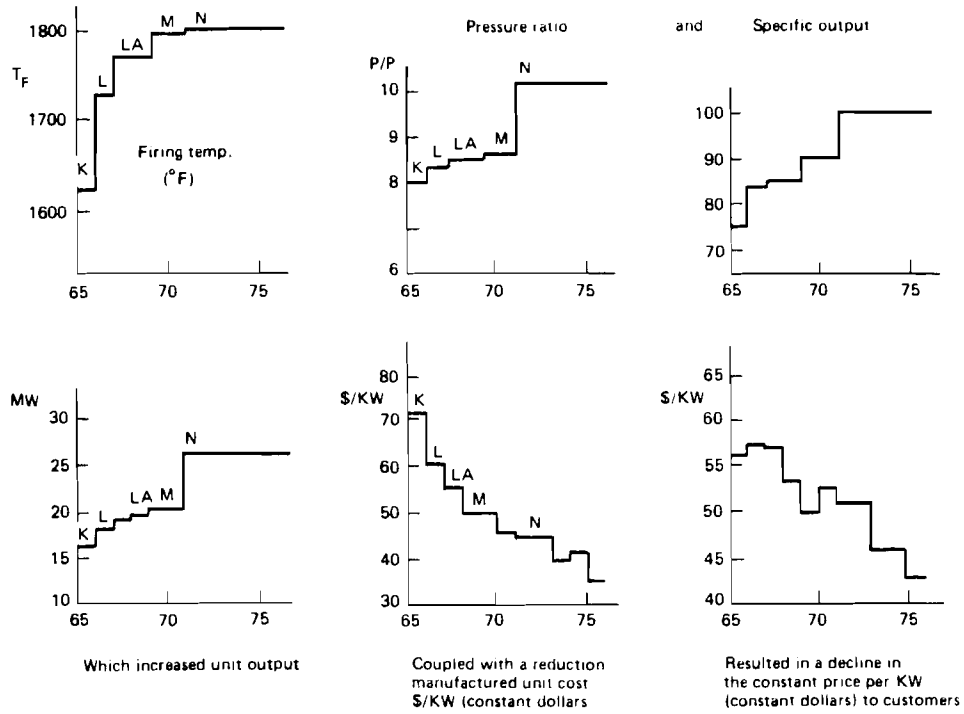 Pressure ratio and Specific output
1800
1700
1600
T_F
K
L
LA
M
N
Firing temp.
(°F)
65
70
75
P/P
10
9
8
6
K
L
LA
M
N
65
70
75
100
90
80
70
65
70
75
MW
30
25
20
15
10
K
L
LA
M
N
65
70
75
Which increased unit output
$/KW
80
70
60
50
40
30
K
L
LA
M
N
65
70
75
Coupled with a reduction
manufactured unit cost
$/KW (constant dollars
$/KW
65
60
55
50
45
40
65
70
75
Resulted in a decline in
the constant price per KW
(constant dollars) to customers